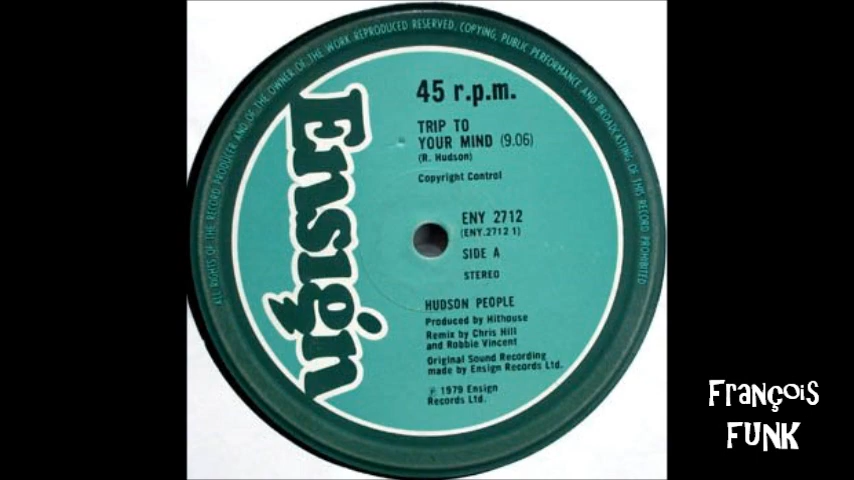 ALL RIGHTS OF THE RECORD PRODUCER AND OF THE OWNER OF THE WORK REPRODUCED RESERVED. COPYING, PUBLIC PERFORMANCE AND BROADCASTING OF THIS RECORD PROHIBITED
Ensign
45 r.p.m.
TRIP TO
YOUR MIND (9.06)
(R. Hudson)
Copyright Control
ENY 2712
(ENY.2712 1)
SIDE A
STEREO
HUDSON PEOPLE
Produced by Hithouse
Remix by Chris Hill
and Robbie Vincent
Original Sound Recording
made by Ensign Records Ltd.
℗ 1979 Ensign
Records Ltd.
François
FUNK